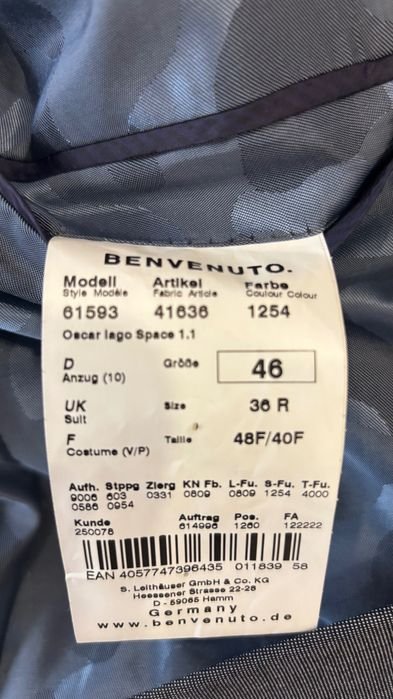 BENVENUTO.
Modell Artikel Farbe
Style Modéle Fabric Article Couleur Colour
61593 41636 1254
Oscar Iago Space 1.1
D Größe 46
Anzug (10)
UK Size 36 R
Suit
F Taille 48F/40F
Costume (V/P)
Aufh. Stppg Zierg KN Fb. L-Fu. S-Fu. T-Fu.
9006 603 0331 0809 0809 1254 4000
0586 0954
Kunde Auftrag Pos. FA
250078 614996 1260 122222
EAN 4057747396435 011839 58
S. Leithäuser GmbH & Co. KG
Heessener Strasse 22-26
D - 59065 Hamm
Germany
www.benvenuto.de